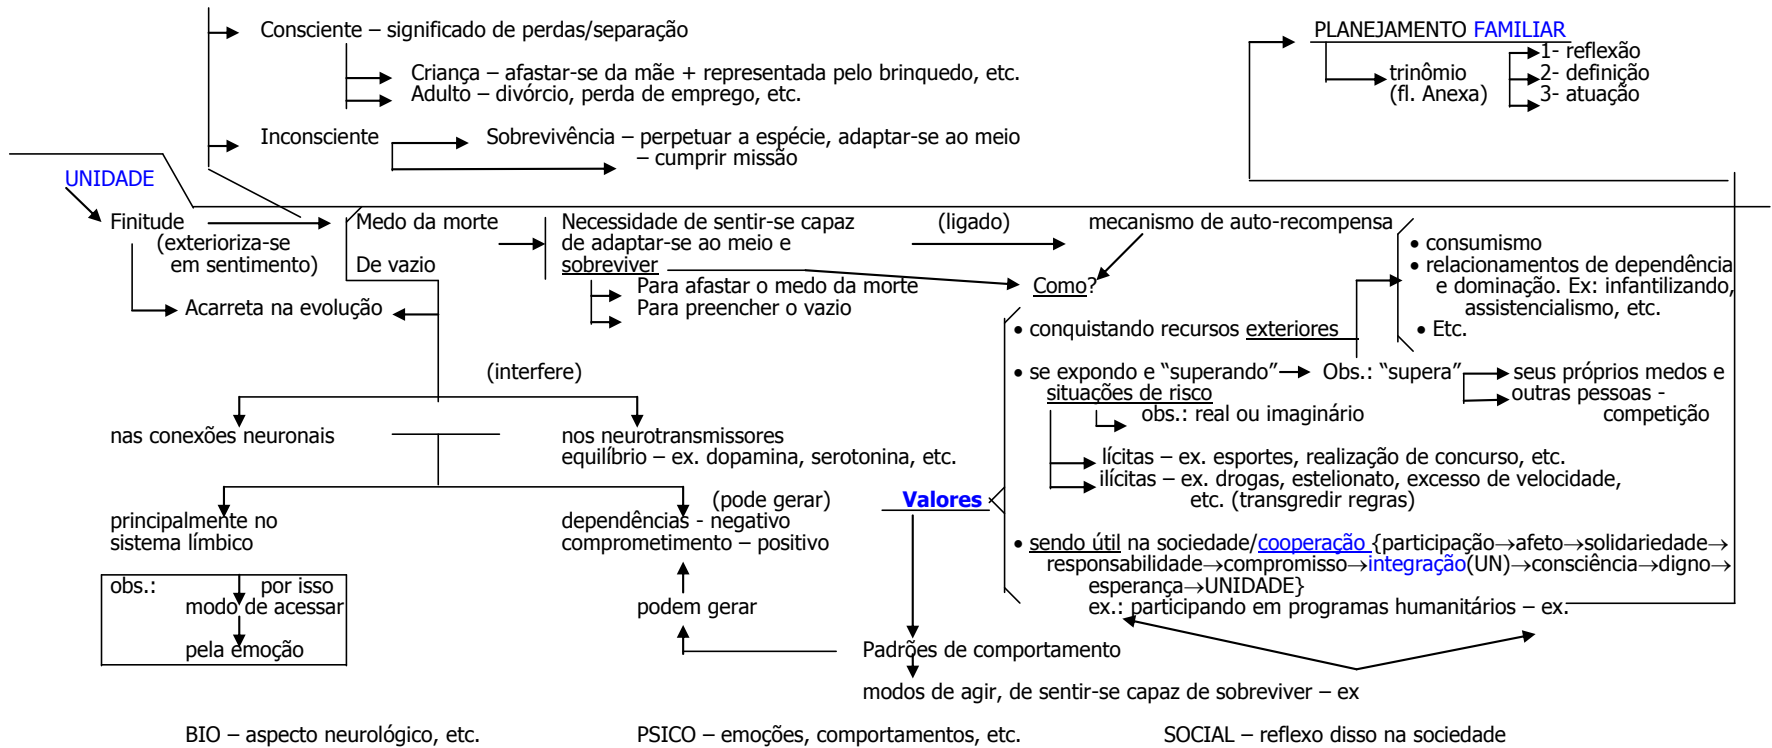 Consciente – significado de perdas/separação
Criança – afastar-se da mãe + representada pelo brinquedo, etc.
Adulto – divórcio, perda de emprego, etc.
Inconsciente
Sobrevivência – perpetuar a espécie, adaptar-se ao meio
– cumprir missão
PLANEJAMENTO FAMILIAR
trinômio
(fl. Anexa)
1- reflexão
2- definição
3- atuação
UNIDADE
Finitude
(exterioriza-se
em sentimento)
Acarreta na evolução
Medo da morte
De vazio
Necessidade de sentir-se capaz
de adaptar-se ao meio e
sobreviver
Para afastar o medo da morte
Para preencher o vazio
(ligado)
mecanismo de auto-recompensa
Como?
• conquistando recursos exteriores
• consumismo
• relacionamentos de dependência
e dominação. Ex: infantilizando,
assistencialismo, etc.
• Etc.
• se expondo e “superando”
situações de risco
obs.: real ou imaginário
Obs.: “supera”
seus próprios medos e
outras pessoas -
competição
lícitas – ex. esportes, realização de concurso, etc.
ilícitas – ex. drogas, estelionato, excesso de velocidade,
etc. (transgredir regras)
Valores
• sendo útil na sociedade/cooperação {participação→afeto→solidariedade→
responsabilidade→compromisso→integração(UN)→consciência→digno→
esperança→UNIDADE}
ex.: participando em programas humanitários – ex.
(interfere)
nas conexões neuronais
nos neurotransmissores
equilíbrio – ex. dopamina, serotonina, etc.
principalmente no
sistema límbico
(pode gerar)
dependências - negativo
comprometimento – positivo
obs.: por isso
modo de acessar
pela emoção
podem gerar
Padrões de comportamento
modos de agir, de sentir-se capaz de sobreviver – ex
BIO – aspecto neurológico, etc.
PSICO – emoções, comportamentos, etc.
SOCIAL – reflexo disso na sociedade